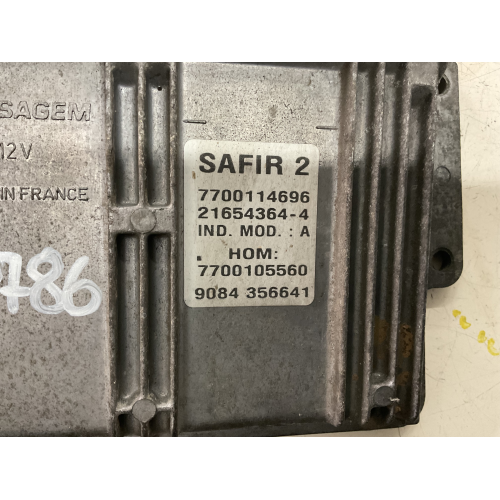 SAGEM
12V
IN FRANCE
786
SAFIR 2
7700114696
21654364-4
IND. MOD. : A
HOM:
7700105560
9084 356641